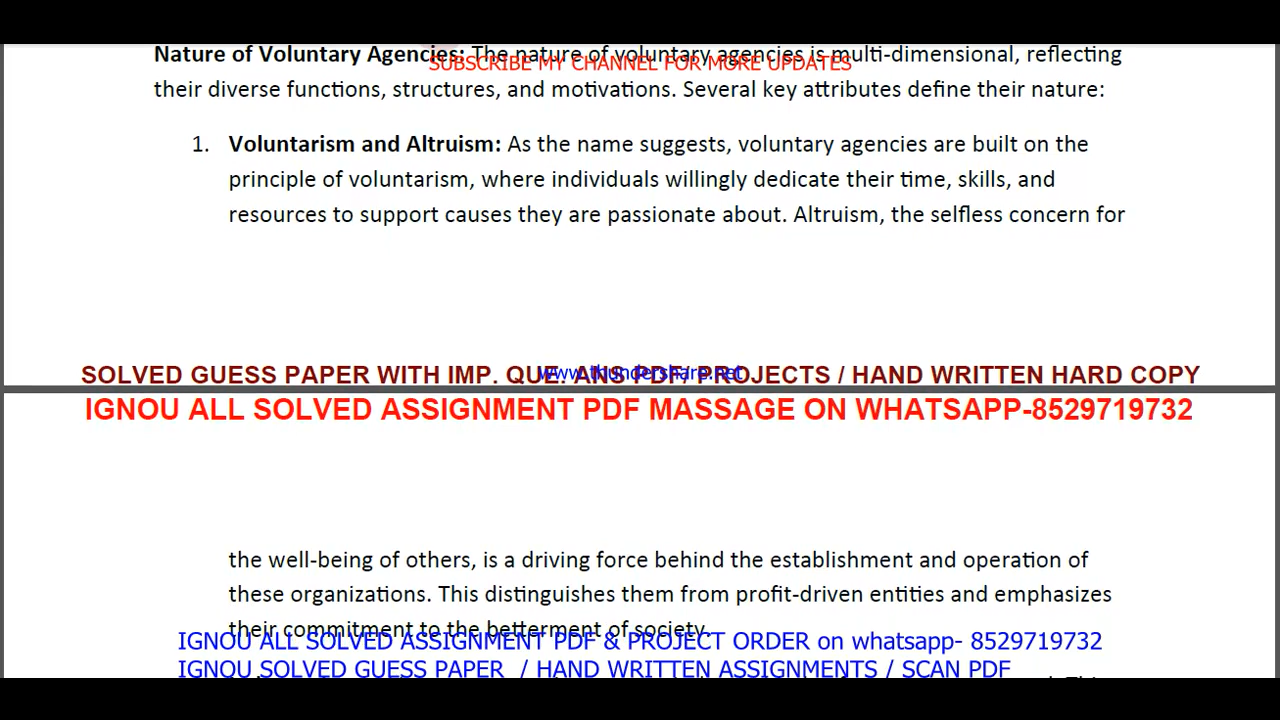 Nature of Voluntary Agencies: The nature of voluntary agencies is multi-dimensional, reflecting
SUBSCRIBE MY CHANNEL FOR MORE UPDATES
their diverse functions, structures, and motivations. Several key attributes define their nature:
1. Voluntarism and Altruism: As the name suggests, voluntary agencies are built on the
principle of voluntarism, where individuals willingly dedicate their time, skills, and
resources to support causes they are passionate about. Altruism, the selfless concern for
www.thundershare.net
SOLVED GUESS PAPER WITH IMP. QUE. ANS PDF/ PROJECTS / HAND WRITTEN HARD COPY
IGNOU ALL SOLVED ASSIGNMENT PDF MASSAGE ON WHATSAPP-8529719732
the well-being of others, is a driving force behind the establishment and operation of
these organizations. This distinguishes them from profit-driven entities and emphasizes
their commitment to the betterment of society.
IGNOU ALL SOLVED ASSIGNMENT PDF & PROJECT ORDER on whatsapp- 8529719732
IGNOU SOLVED GUESS PAPER / HAND WRITTEN ASSIGNMENTS / SCAN PDF